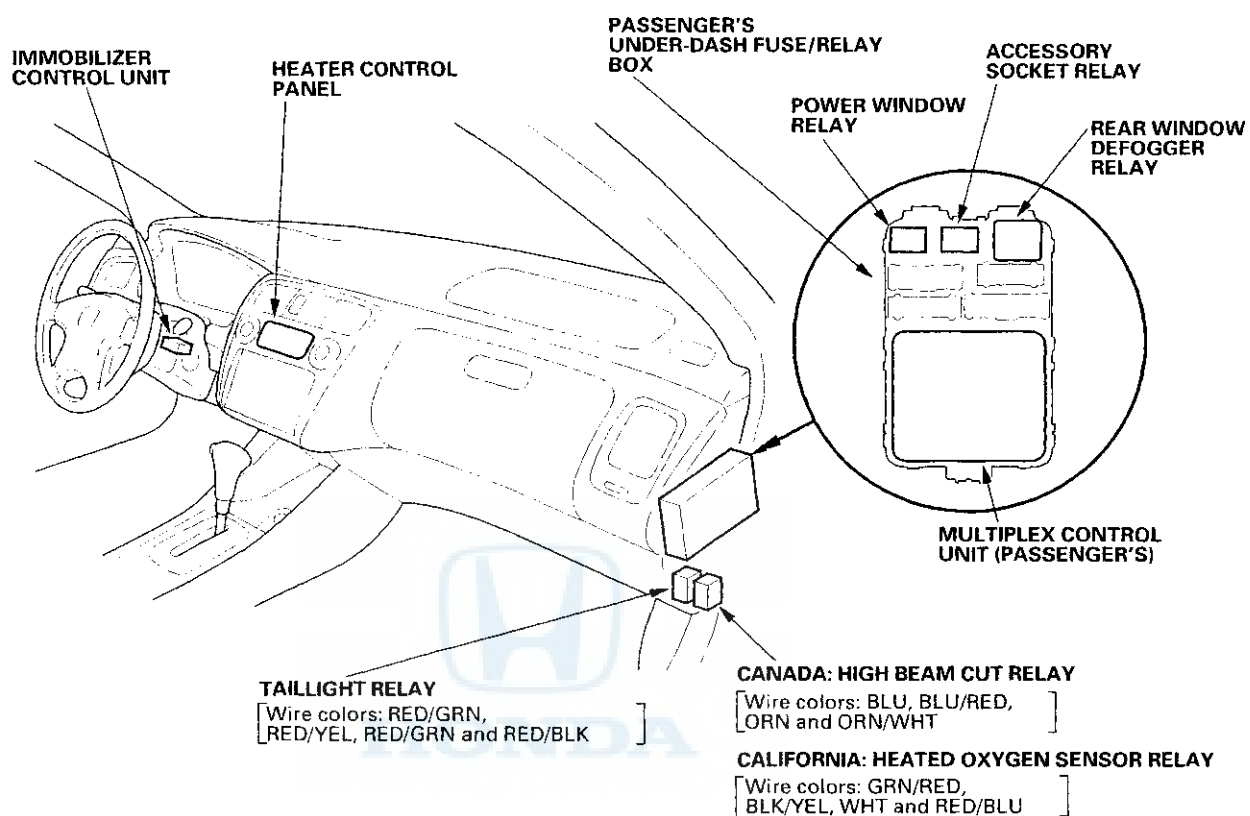 PASSENGER'S
UNDER-DASH FUSE/RELAY
BOX
IMMOBILIZER
CONTROL UNIT
HEATER CONTROL
PANEL
ACCESSORY
SOCKET RELAY
POWER WINDOW
RELAY
REAR WINDOW
DEFOGGER
RELAY
MULTIPLEX CONTROL
UNIT (PASSENGER'S)
TAILLIGHT RELAY
Wire colors: RED/GRN,
RED/YEL, RED/GRN and RED/BLK
CANADA: HIGH BEAM CUT RELAY
Wire colors: BLU, BLU/RED,
ORN and ORN/WHT
CALIFORNIA: HEATED OXYGEN SENSOR RELAY
Wire colors: GRN/RED,
BLK/YEL, WHT and RED/BLU
HONDA